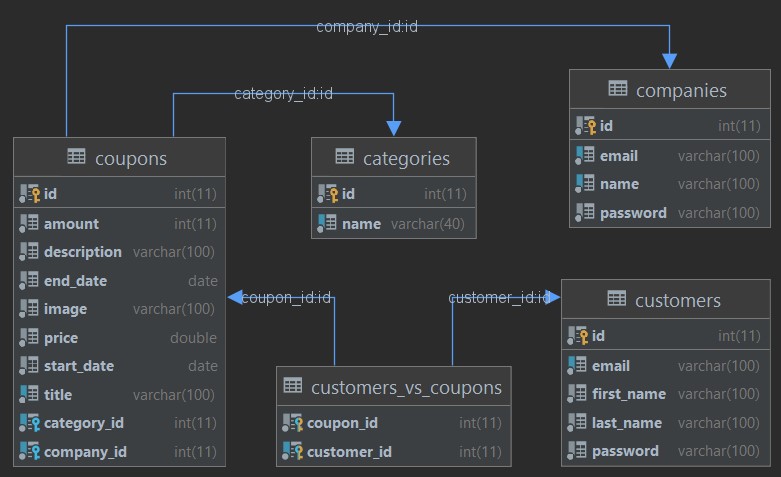 company_id:id
category_id:id
companies
id int(11)
email varchar(100)
name varchar(100)
password varchar(100)
coupons
id int(11)
amount int(11)
description varchar(100)
end_date date
image varchar(100)
price double
start_date date
title varchar(100)
category_id int(11)
company_id int(11)
categories
id int(11)
name varchar(40)
coupon_id:id
customer_id:id
customers
id int(11)
email varchar(100)
first_name varchar(100)
last_name varchar(100)
password varchar(100)
customers_vs_coupons
coupon_id int(11)
customer_id int(11)